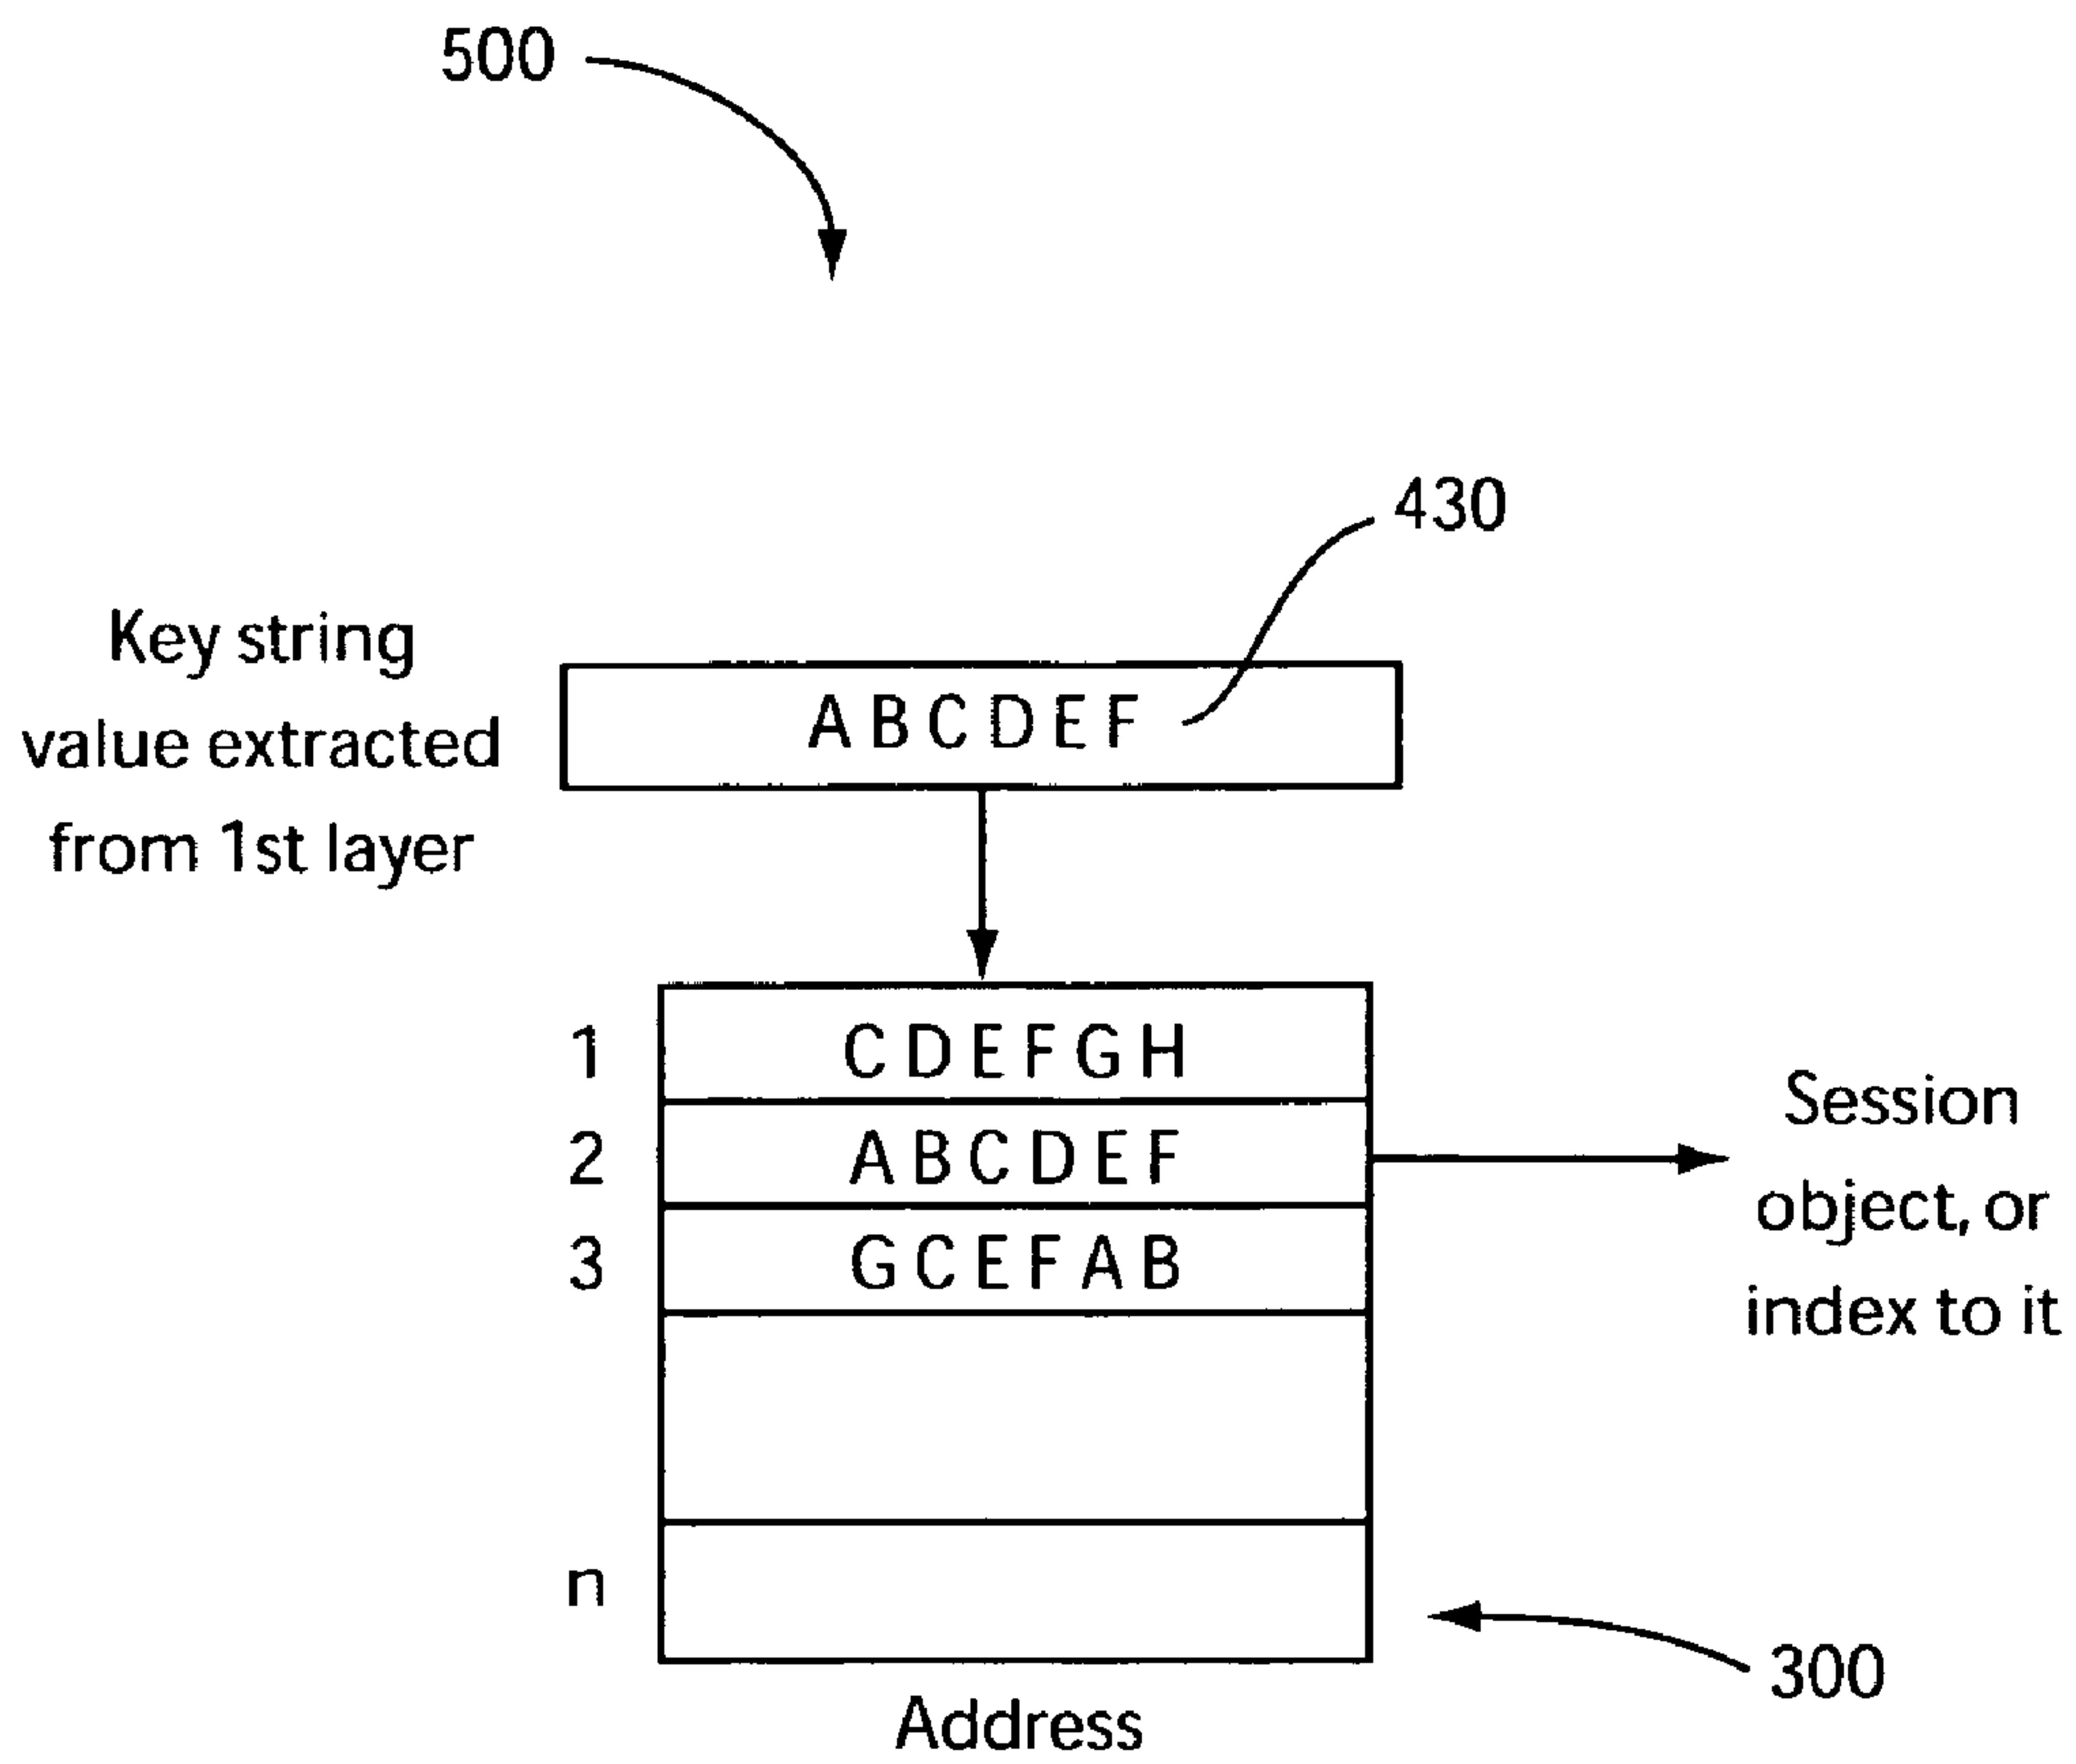 500
430
Key string
value extracted
from 1st layer
A B C D E F
1 C D E F G H
2 A B C D E F
3 G C E F A B
n
Session
object, or
index to it
300
Address